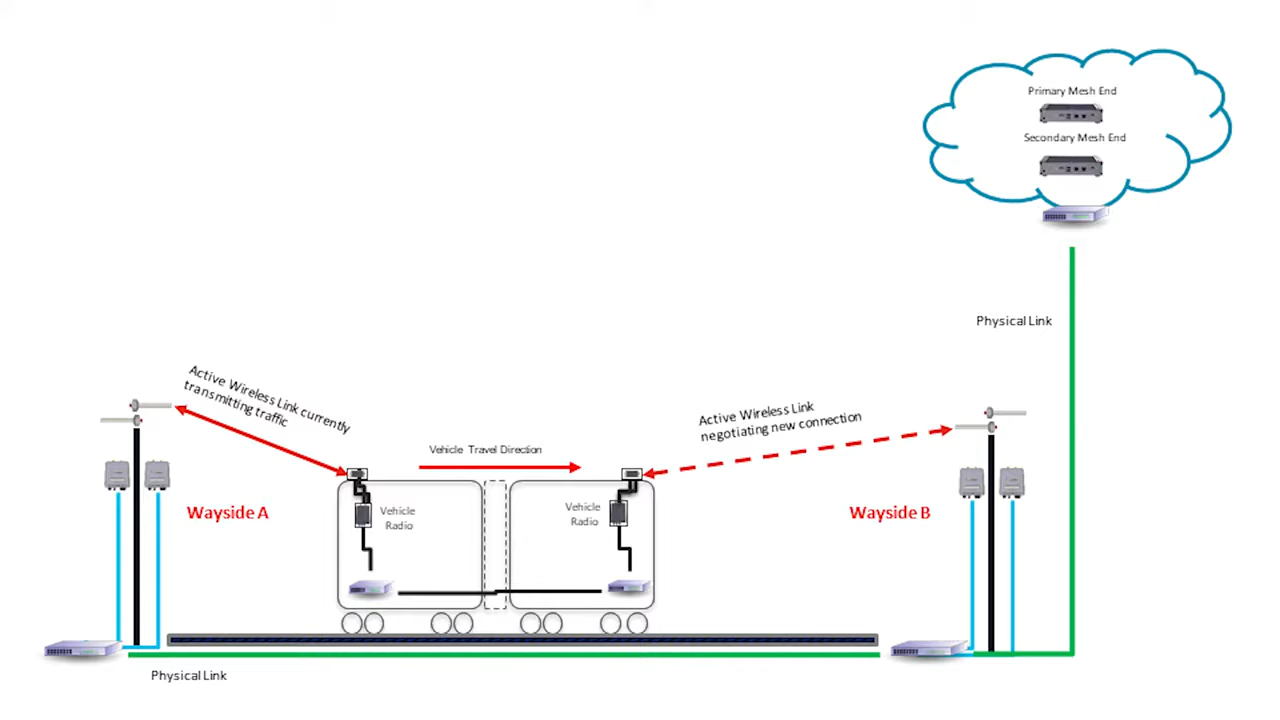 Primary Mesh End
Secondary Mesh End
Physical Link
Active Wireless Link currently
transmitting traffic
Active Wireless Link
negotiating new connection
Vehicle Travel Direction
Wayside A
Vehicle
Radio
Vehicle
Radio
Wayside B
Physical Link